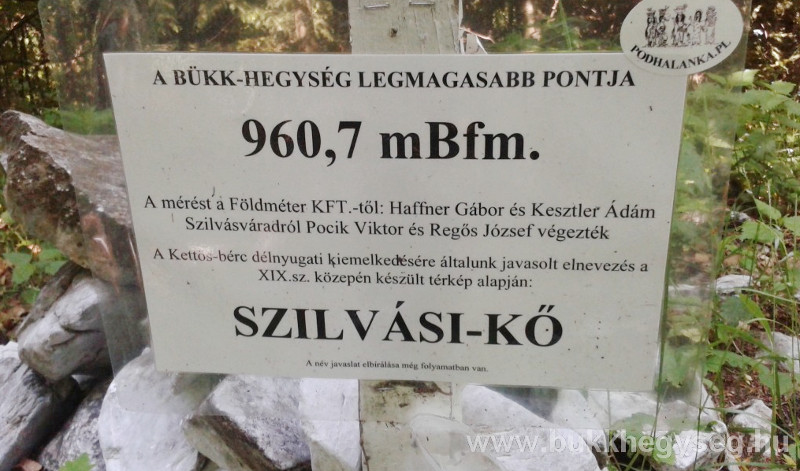 PODHALANKA.PL
A BÜKK-HEGYSÉG LEGMAGASABB PONTJA
960,7 mBfm.
A mérést a Földméter KFT.-től: Haffner Gábor és Kesztler Ádám
Szilvásváradról Pocik Viktor és Regős József végezték
A Kettős-bérc délnyugati kiemelkedésére általunk javasolt elnevezés a
XIX.sz. közepén készült térkép alapján:
SZILVÁSI-KŐ
A név javaslat elbírálása még folyamatban van.
www.bukkhegyseg.hu